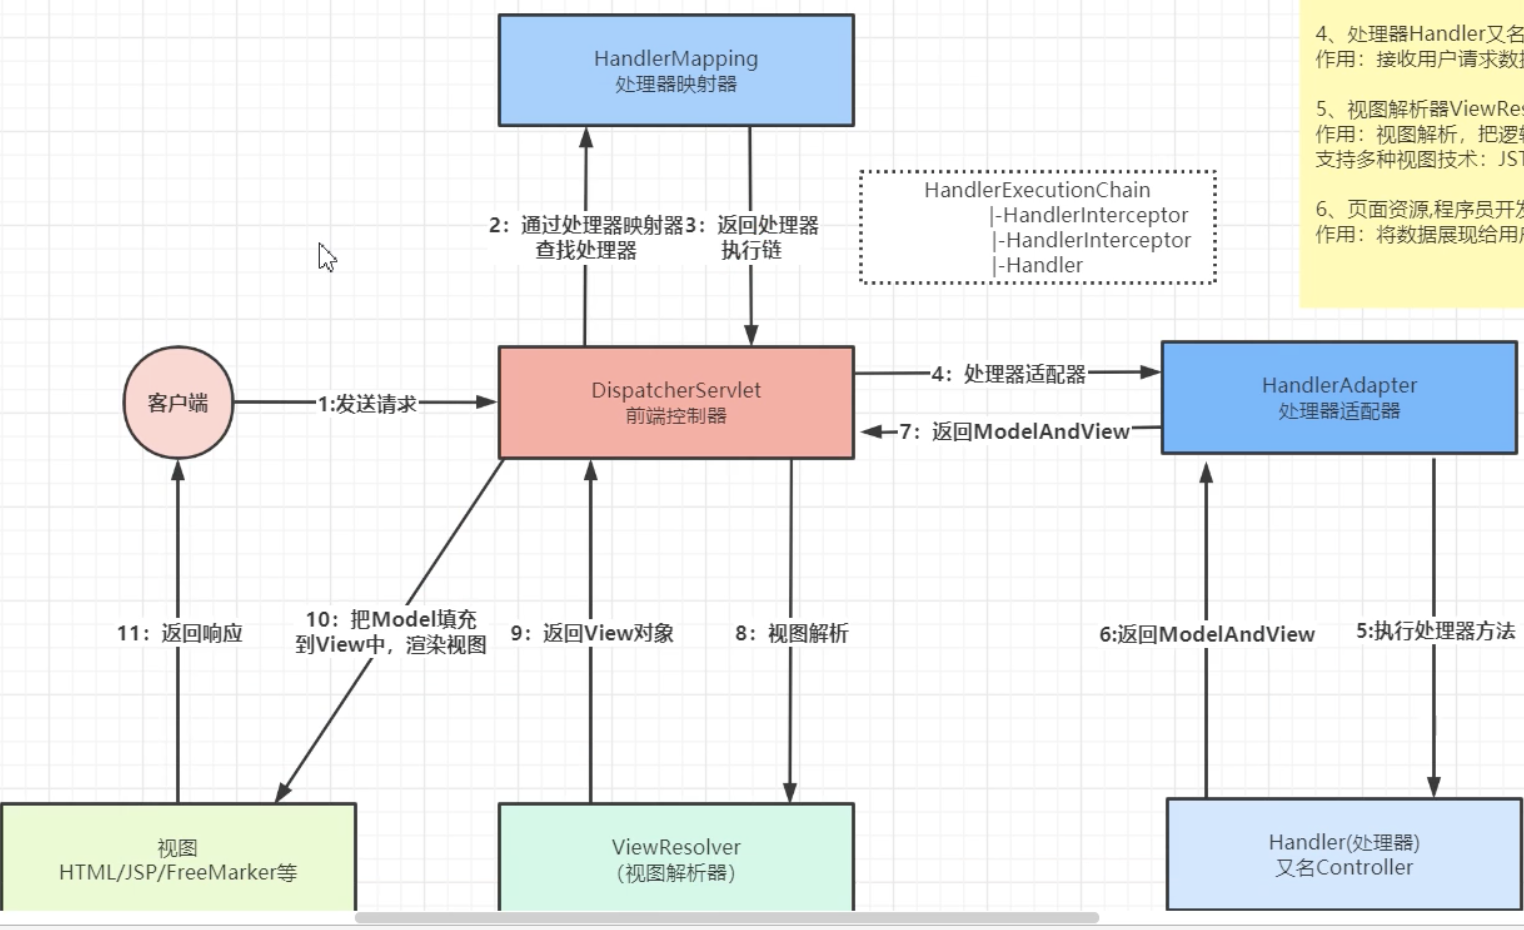 HandlerMapping
处理器映射器
4、处理器Handler又名
作用：接收用户请求数据
5、视图解析器ViewRes
作用：视图解析，把逻辑
支持多种视图技术：JST
6、页面资源,程序员开发
作用：将数据展现给用户
HandlerExecutionChain
|-HandlerInterceptor
|-HandlerInterceptor
|-Handler
2：通过处理器映射器
查找处理器
3：返回处理器
执行链
客户端
1:发送请求
DispatcherServlet
前端控制器
4：处理器适配器
7：返回ModelAndView
HandlerAdapter
处理器适配器
11：返回响应
10：把Model填充
到View中，渲染视图
9：返回View对象
8：视图解析
6:返回ModelAndView
5:执行处理器方法
视图
HTML/JSP/FreeMarker等
ViewResolver
（视图解析器）
Handler(处理器)
又名Controller